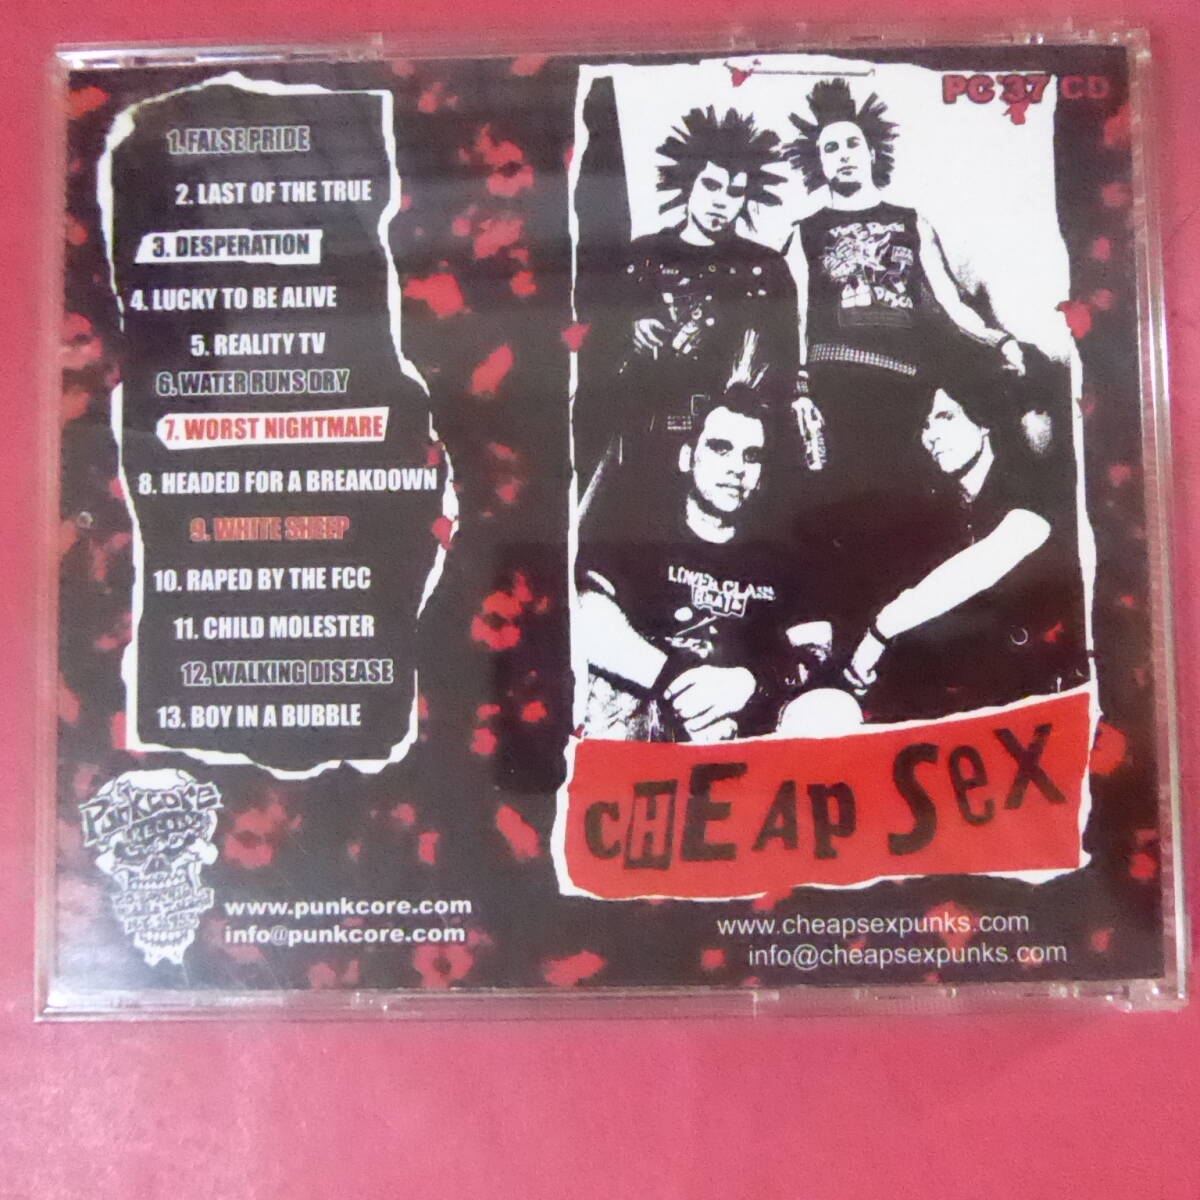 1. FALSE PRIDE
2. LAST OF THE TRUE
3. DESPERATION
4. LUCKY TO BE ALIVE
5. REALITY TV
6. WATER RUNS DRY
7. WORST NIGHTMARE
8. HEADED FOR A BREAKDOWN
9. WHITE SHEEP
10. RAPED BY THE FCC
11. CHILD MOLESTER
12. WALKING DISEASE
13. BOY IN A BUBBLE
Punkcore
RECORDS
www.punkcore.com
info@punkcore.com
PC '37 CD
DISCO
LOWER CLASS
BRATS
CHEAP SEX
www.cheapsexpunks.com
info@cheapsexpunks.com